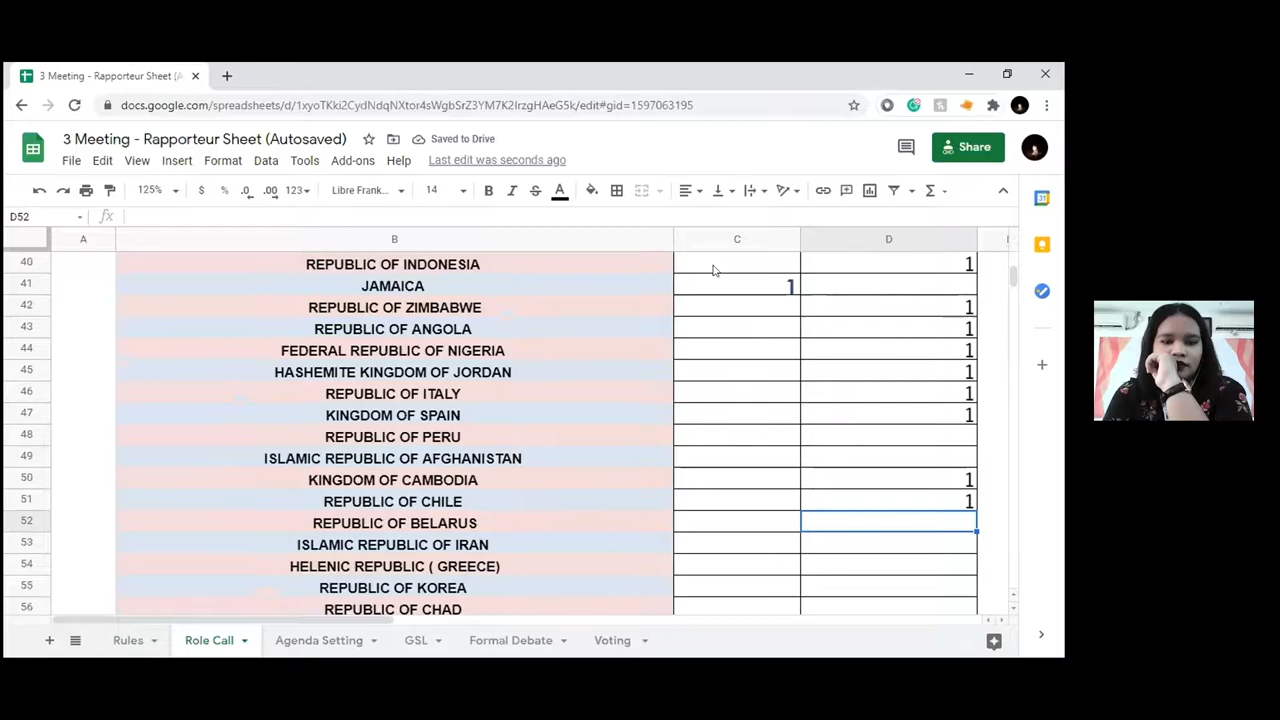 3 Meeting - Rapporteur Sheet (A
docs.google.com/spreadsheets/d/1xyoTKki2CydNdqNXtor4sWgbSrZ3YM7K2IrzgHAeG5k/edit#gid=1597063195
3 Meeting - Rapporteur Sheet (Autosaved) Saved to Drive Share
File Edit View Insert Format Data Tools Add-ons Help Last edit was seconds ago
125% $ % .0 .00 123 Libre Frank... 14 B I S A
D52 fx
A B C D
40 REPUBLIC OF INDONESIA 1
41 JAMAICA 1
42 REPUBLIC OF ZIMBABWE 1
43 REPUBLIC OF ANGOLA 1
44 FEDERAL REPUBLIC OF NIGERIA 1
45 HASHEMITE KINGDOM OF JORDAN 1
46 REPUBLIC OF ITALY 1
47 KINGDOM OF SPAIN 1
48 REPUBLIC OF PERU
49 ISLAMIC REPUBLIC OF AFGHANISTAN
50 KINGDOM OF CAMBODIA 1
51 REPUBLIC OF CHILE 1
52 REPUBLIC OF BELARUS
53 ISLAMIC REPUBLIC OF IRAN
54 HELENIC REPUBLIC ( GREECE)
55 REPUBLIC OF KOREA
56 REPUBLIC OF CHAD
Rules Role Call Agenda Setting GSL Formal Debate Voting